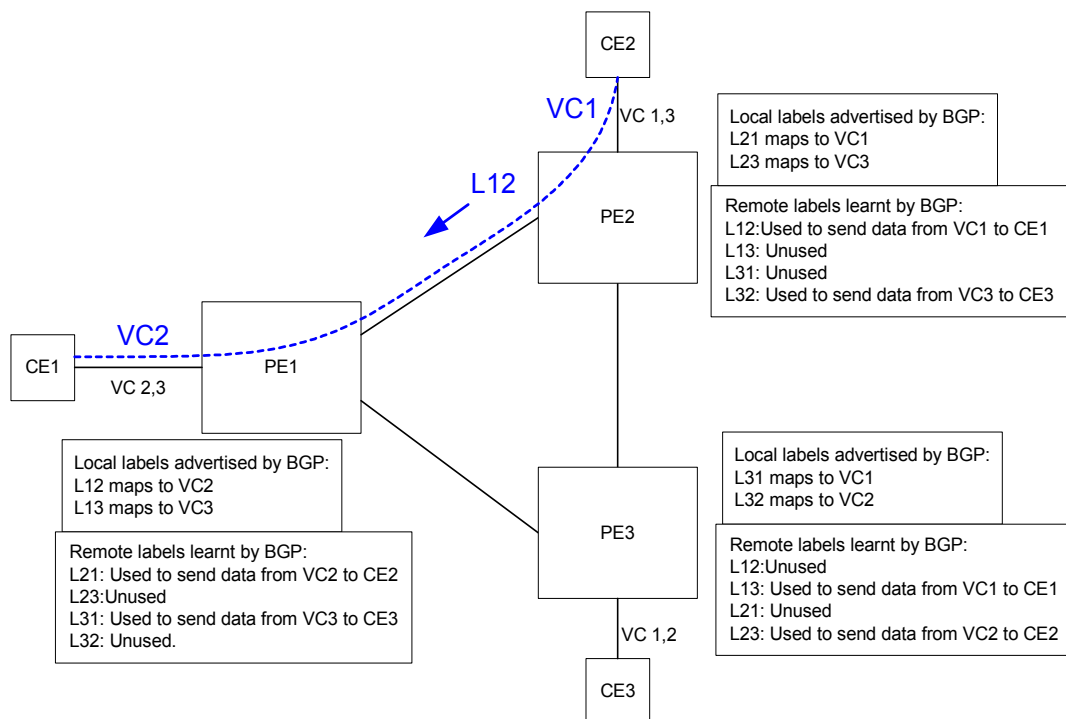 CE2
VC1
VC 1,3
Local labels advertised by BGP:
L21 maps to VC1
L23 maps to VC3
L12
PE2
Remote labels learnt by BGP:
L12:Used to send data from VC1 to CE1
L13: Unused
L31: Unused
L32: Used to send data from VC3 to CE3
VC2
CE1
PE1
VC 2,3
Local labels advertised by BGP:
L12 maps to VC2
L13 maps to VC3
Remote labels learnt by BGP:
L21: Used to send data from VC2 to CE2
L23:Unused
L31: Used to send data from VC3 to CE3
L32: Unused.
PE3
Local labels advertised by BGP:
L31 maps to VC1
L32 maps to VC2
Remote labels learnt by BGP:
L12:Unused
L13: Used to send data from VC1 to CE1
L21: Unused
L23: Used to send data from VC2 to CE2
VC 1,2
CE3